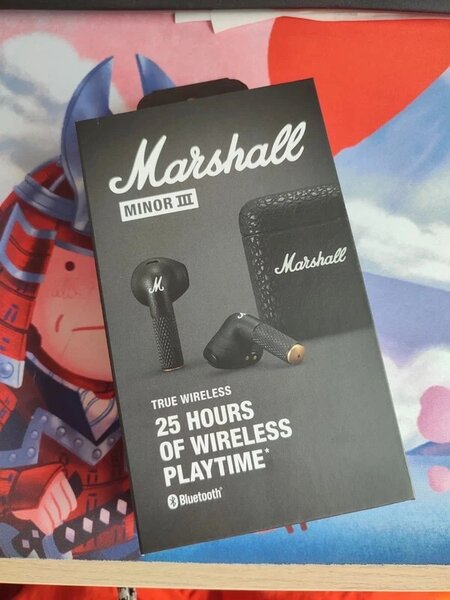 Marshall
MINOR III
Marshall
M
TRUE WIRELESS
25 HOURS
OF WIRELESS
PLAYTIME*
Bluetooth®